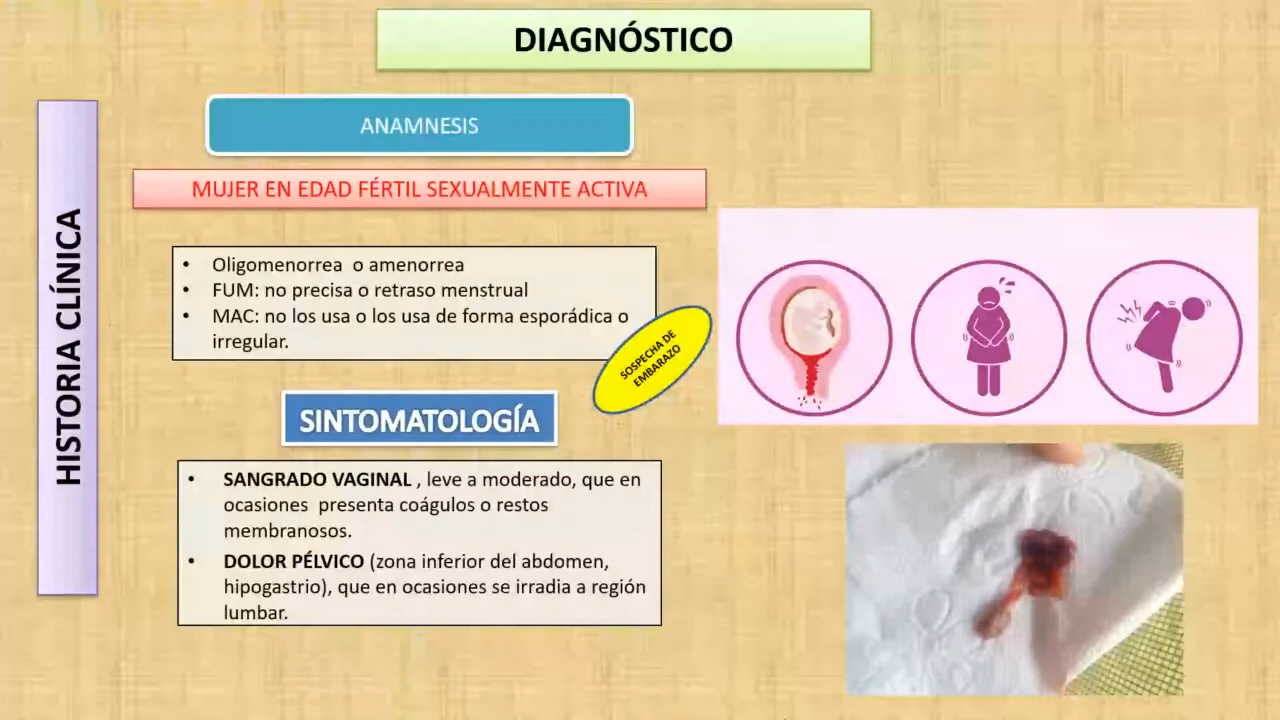 DIAGNÓSTICO
HISTORIA CLÍNICA
ANAMNESIS
MUJER EN EDAD FÉRTIL SEXUALMENTE ACTIVA
• Oligomenorrea o amenorrea
• FUM: no precisa o retraso menstrual
• MAC: no los usa o los usa de forma esporádica o
irregular.
SOSPECHA DE
EMBARAZO
SINTOMATOLOGÍA
• SANGRADO VAGINAL , leve a moderado, que en
ocasiones presenta coágulos o restos
membranosos.
• DOLOR PÉLVICO (zona inferior del abdomen,
hipogastrio), que en ocasiones se irradia a región
lumbar.